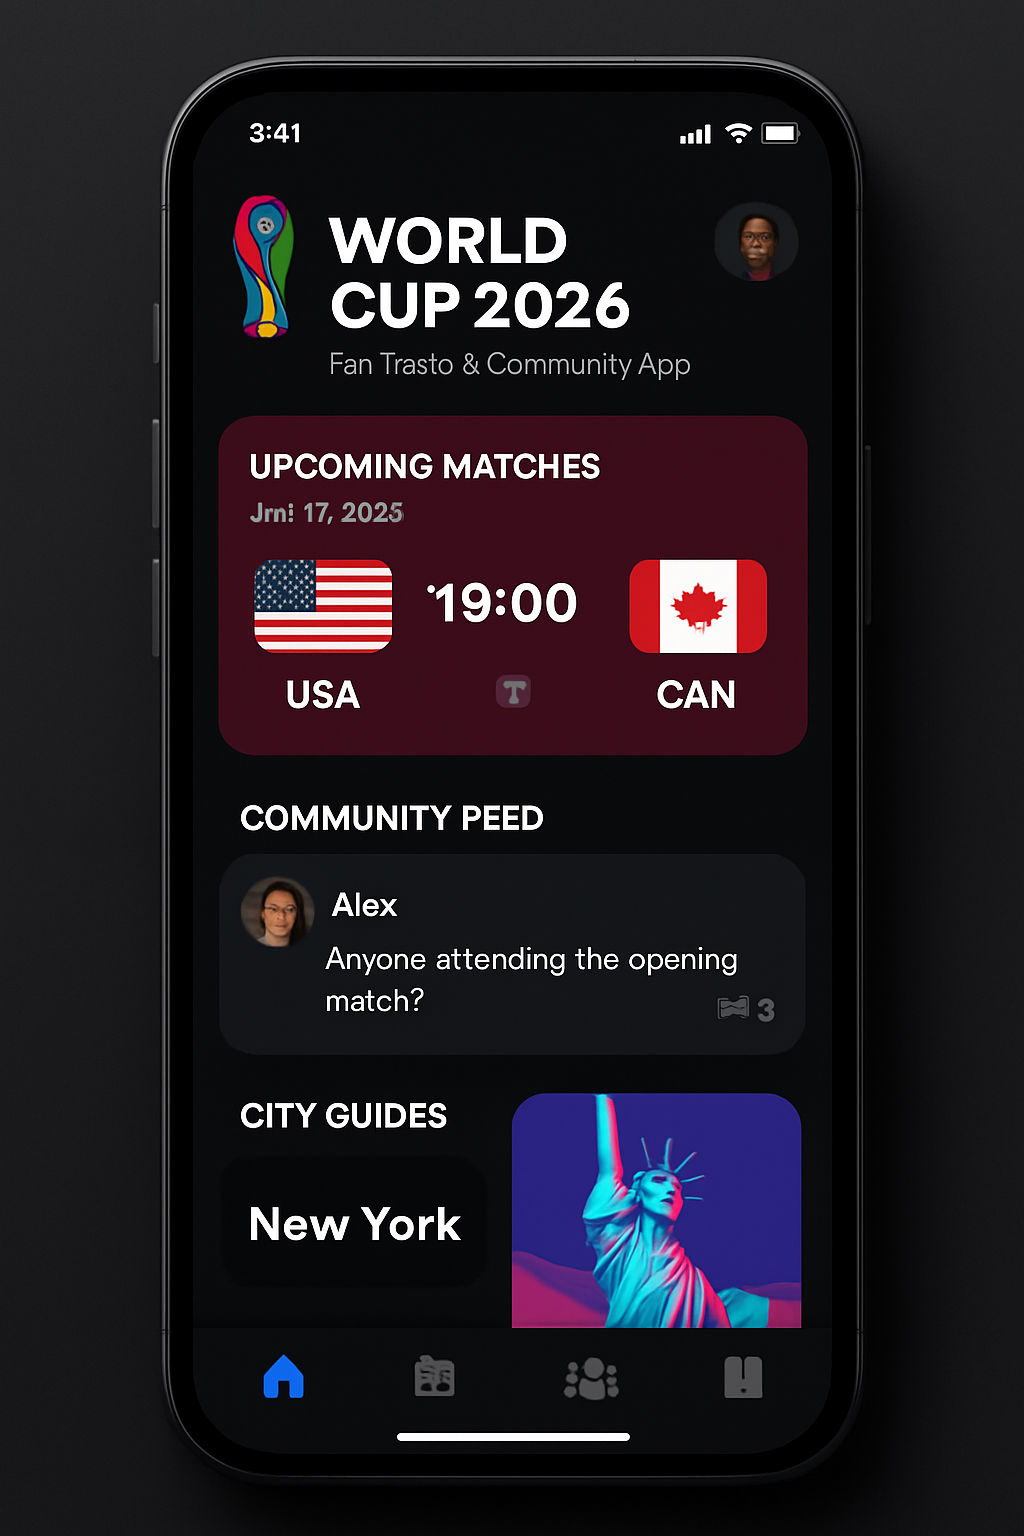 3:41
WORLD
CUP 2026
Fan Trasto & Community App
UPCOMING MATCHES
17, 2025
19:00
USA
T
CAN
COMMUNITY PEED
Alex
Anyone attending the opening
match?
3
CITY GUIDES
New York